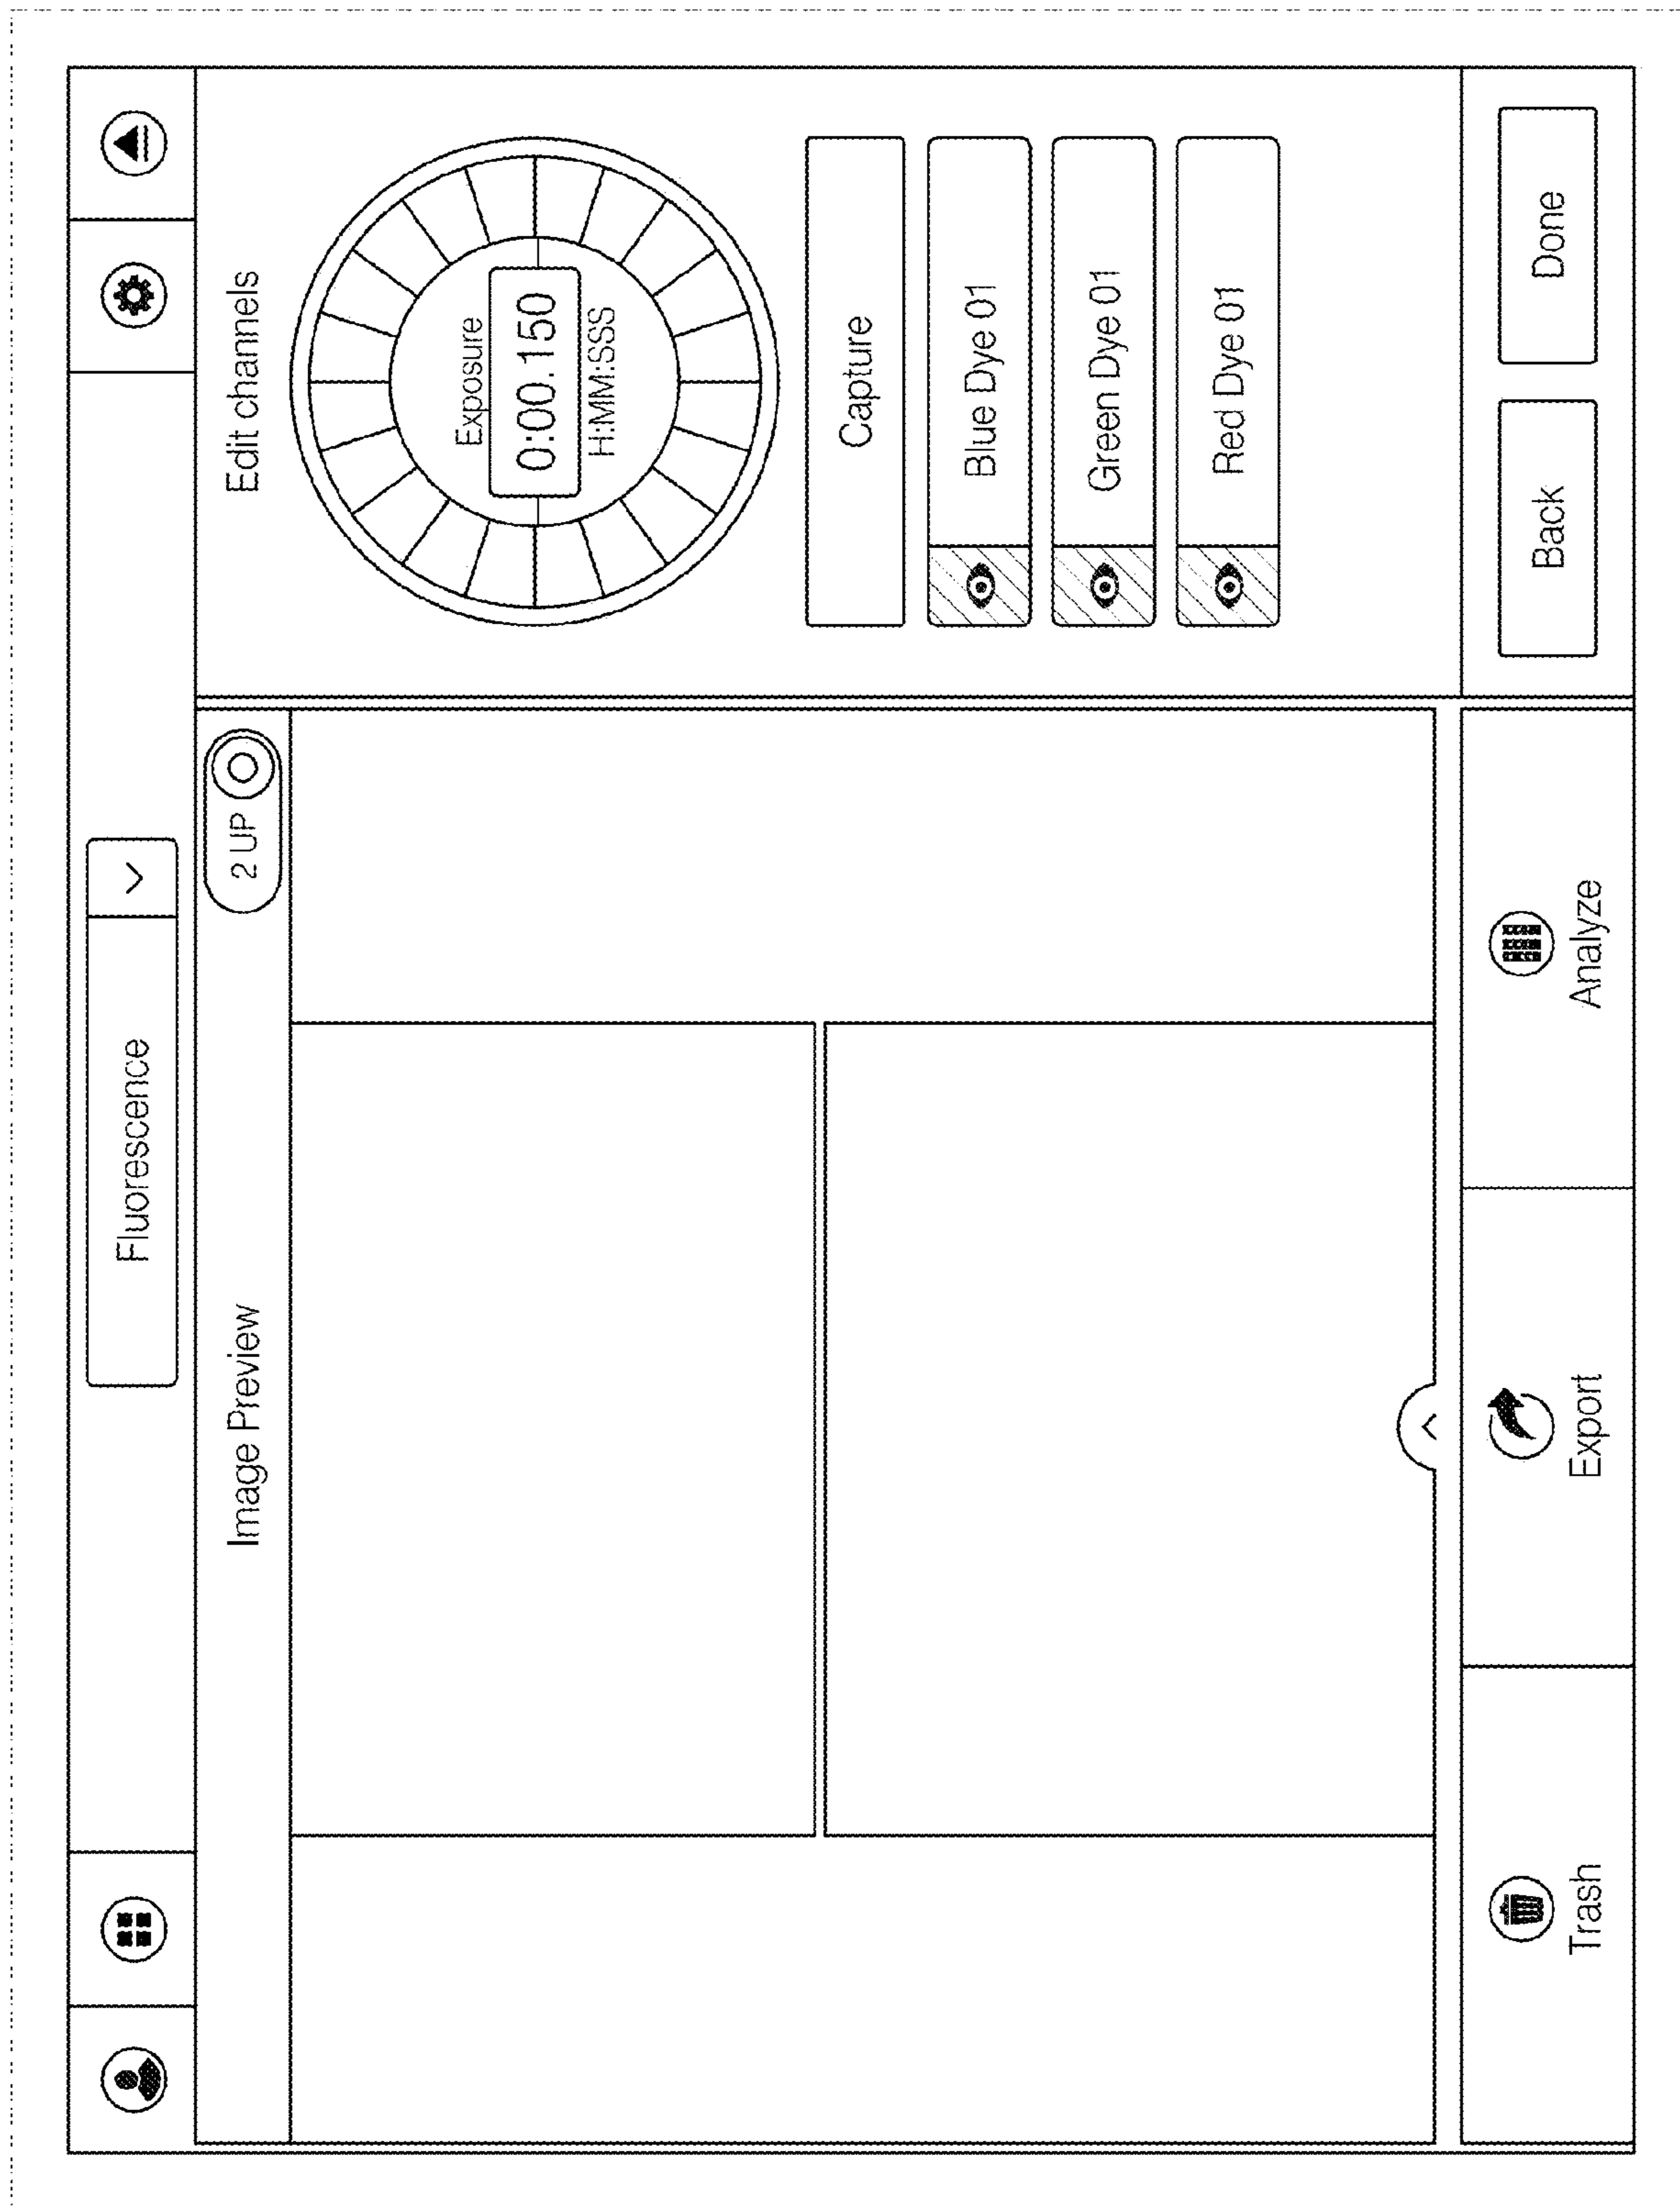 Fluorescence
Image Preview
2 UP
Edit channels
Exposure
0:00.150
H:MM:SSS
Capture
Blue Dye 01
Green Dye 01
Red Dye 01
Trash
Export
Analyze
Back
Done